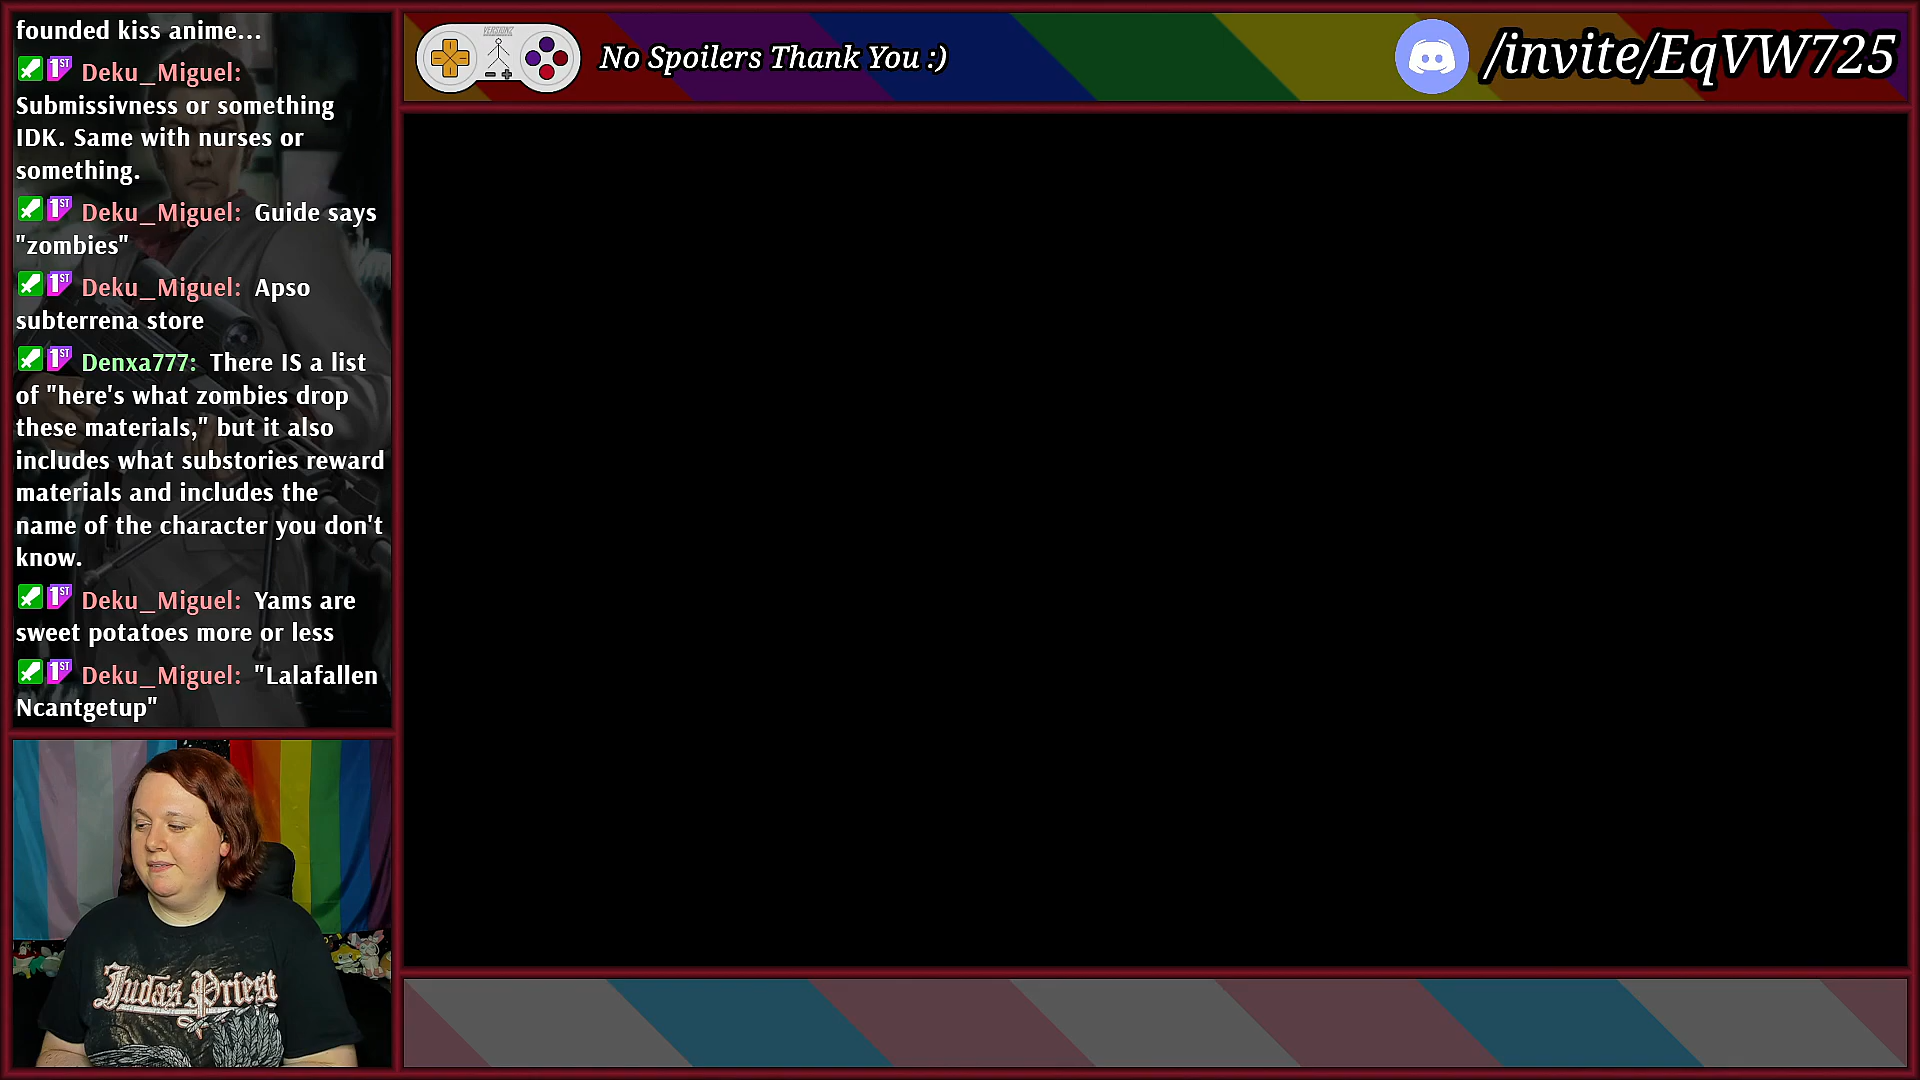 founded kiss anime...
Deku_Miguel:
Submissivness or something
IDK. Same with nurses or
something.
Deku_Miguel: Guide says
"zombies"
Deku_Miguel: Apso
subterrena store
Denxa777: There IS a list
of "here's what zombies drop
these materials," but it also
includes what substories reward
materials and includes the
name of the character you don't
know.
Deku_Miguel: Yams are
sweet potatoes more or less
Deku_Miguel: "Lalafallen
Ncantgetup"
VERSIONZ
No Spoilers Thank You :)
/invite/EqVW725
Judas Priest